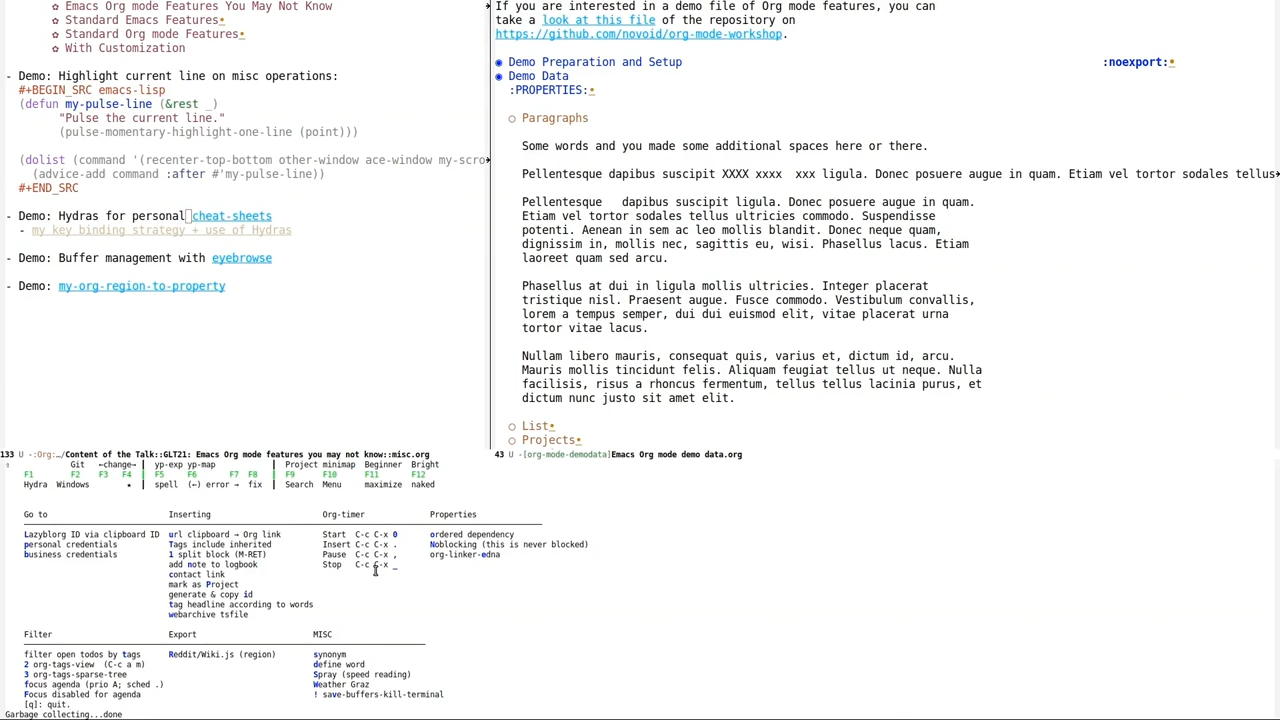 ✿ Emacs Org mode Features You May Not Know
✿ Standard Emacs Features•
✿ Standard Org mode Features•
✿ With Customization
- Demo: Highlight current line on misc operations:
#+BEGIN_SRC emacs-lisp
(defun my-pulse-line (&rest _)
"Pulse the current line."
(pulse-momentary-highlight-one-line (point)))
(dolist (command '(recenter-top-bottom other-window ace-window my-scro
(advice-add command :after #'my-pulse-line))
#+END_SRC
- Demo: Hydras for personal cheat-sheets
- my key binding strategy + use of Hydras
- Demo: Buffer management with eyebrowse
- Demo: my-org-region-to-property
133 U -:Org:…/Content of the Talk::GLT21: Emacs Org mode features you may not know::misc.org
If you are interested in a demo file of Org mode features, you can
take a look at this file of the repository on
https://github.com/novoid/org-mode-workshop.
◉ Demo Preparation and Setup :noexport:•
◉ Demo Data
:PROPERTIES:•
○ Paragraphs
Some words and you made some additional spaces here or there.
Pellentesque dapibus suscipit XXXX xxxx  xxx ligula. Donec posuere augue in quam. Etiam vel tortor sodales tellus
Pellentesque   dapibus suscipit ligula. Donec posuere augue in quam.
Etiam vel tortor sodales tellus ultricies commodo. Suspendisse
potenti. Aenean in sem ac leo mollis blandit. Donec neque quam,
dignissim in, mollis nec, sagittis eu, wisi. Phasellus lacus. Etiam
laoreet quam sed arcu.
Phasellus at dui in ligula mollis ultricies. Integer placerat
tristique nisl. Praesent augue. Fusce commodo. Vestibulum convallis,
lorem a tempus semper, dui dui euismod elit, vitae placerat urna
tortor vitae lacus.
Nullam libero mauris, consequat quis, varius et, dictum id, arcu.
Mauris mollis tincidunt felis. Aliquam feugiat tellus ut neque. Nulla
facilisis, risus a rhoncus fermentum, tellus tellus lacinia purus, et
dictum nunc justo sit amet elit.
○ List•
○ Projects•
43 U -[org-mode-demodata]Emacs Org mode demo data.org
Git ←change→ | yp-exp yp-map | Project minimap Beginner Bright
F1 F2 F3 F4 | F5 F6 F7 F8 | F9 F10 F11 F12
Hydra Windows ★ | spell (←) error → fix | Search Menu maximize naked
Go to Inserting Org-timer Properties
Lazyblorg ID via clipboard ID url clipboard → Org link Start C-c C-x 0 ordered dependency
personal credentials Tags include inherited Insert C-c C-x . Noblocking (this is never blocked)
business credentials 1 split block (M-RET) Pause C-c C-x , org-linker-edna
add note to logbook Stop C-c C-x _
contact link
mark as Project
generate & copy id
tag headline according to words
webarchive tsfile
Filter Export MISC
filter open todos by tags Reddit/Wiki.js (region) synonym
2 org-tags-view (C-c a m) define word
3 org-tags-sparse-tree Spray (speed reading)
focus agenda (prio A; sched .) Weather Graz
Focus disabled for agenda ! save-buffers-kill-terminal
[q]: quit.
Garbage collecting...done